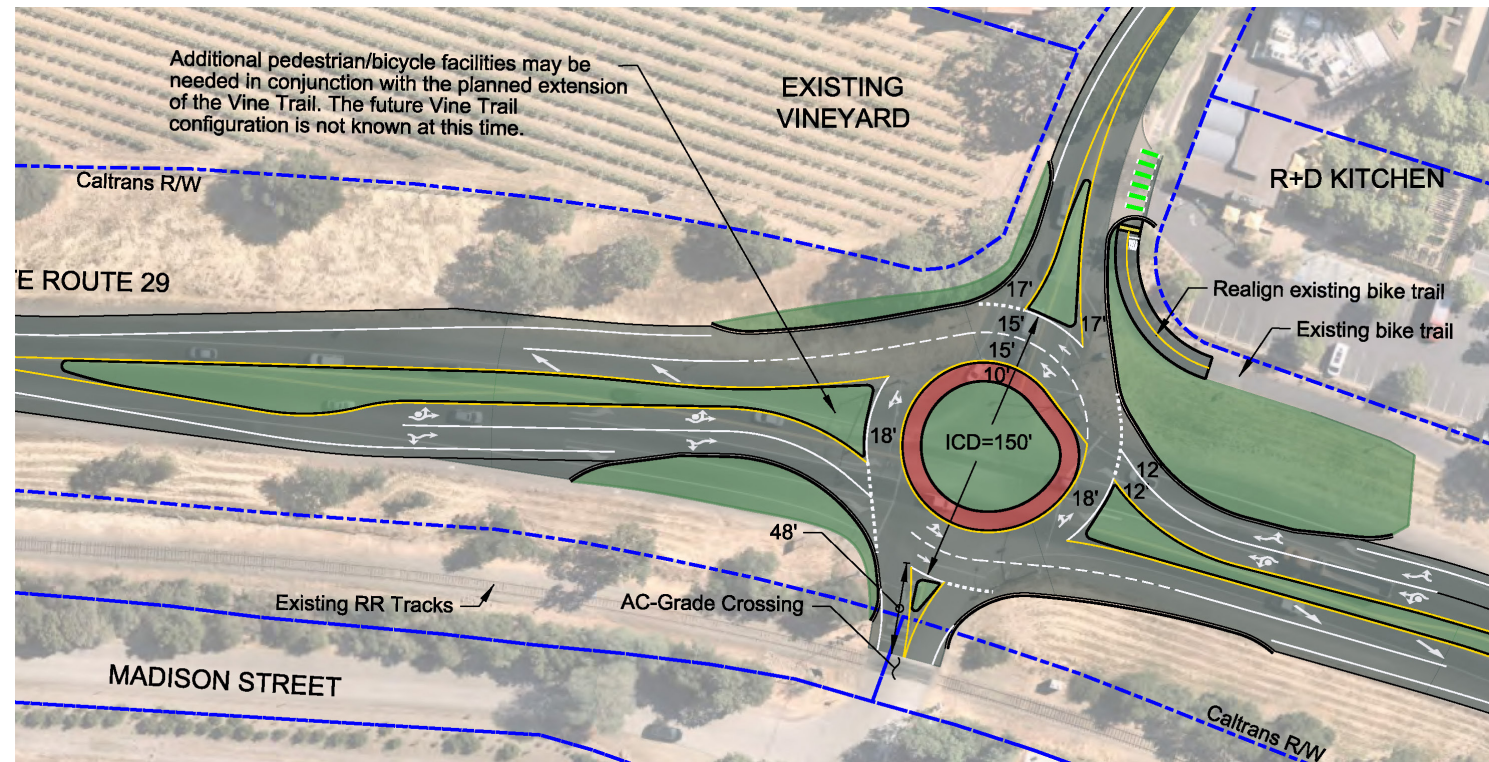 Additional pedestrian/bicycle facilities may be
needed in conjunction with the planned extension
of the Vine Trail. The future Vine Trail
configuration is not known at this time.
EXISTING
VINEYARD
Caltrans R/W
R+D KITCHEN
E ROUTE 29
17'
15'
17'
15'
10'
Realign existing bike trail
Existing bike trail
18'
ICD=150'
12'
12'
18'
48'
Existing RR Tracks
AC-Grade Crossing
MADISON STREET
Caltrans R/W